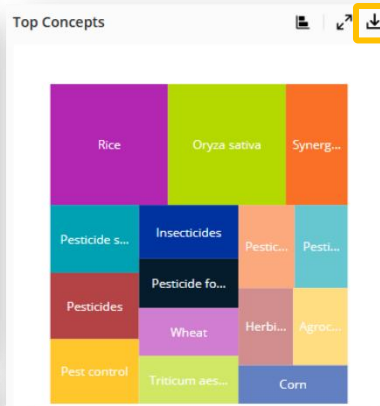 Top Concepts
Rice
Oryza sativa
Synerg...
Pesticide s...
Insecticides
Pestic...
Pesti...
Pesticide fo...
Pesticides
Wheat
Herbi...
Agroc...
Pest control
Triticum aes...
Corn